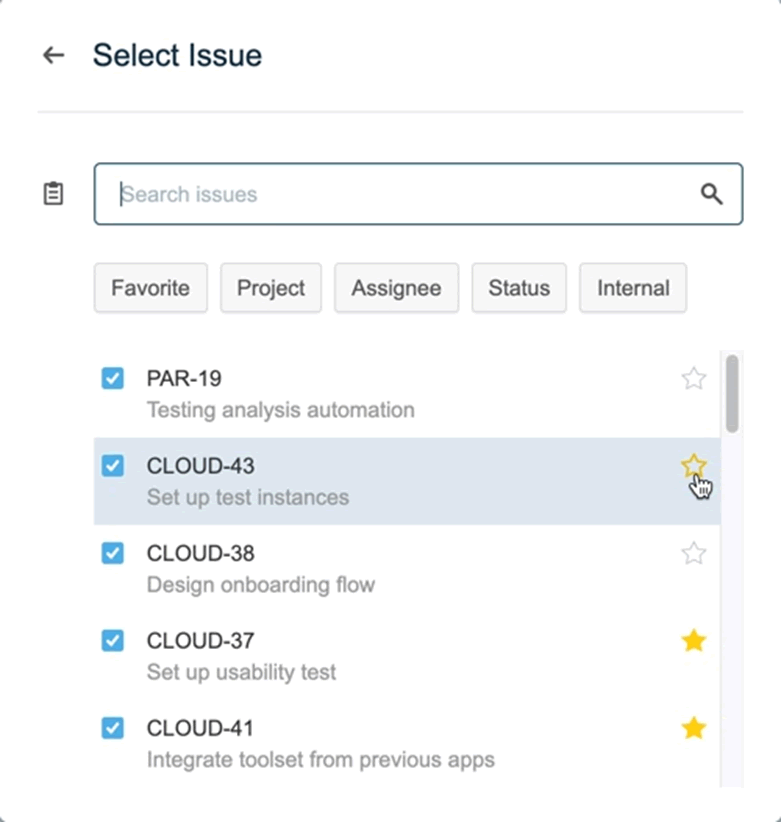 Select Issue
Search issues
Favorite Project Assignee Status Internal
PAR-19
Testing analysis automation
CLOUD-43
Set up test instances
CLOUD-38
Design onboarding flow
CLOUD-37
Set up usability test
CLOUD-41
Integrate toolset from previous apps